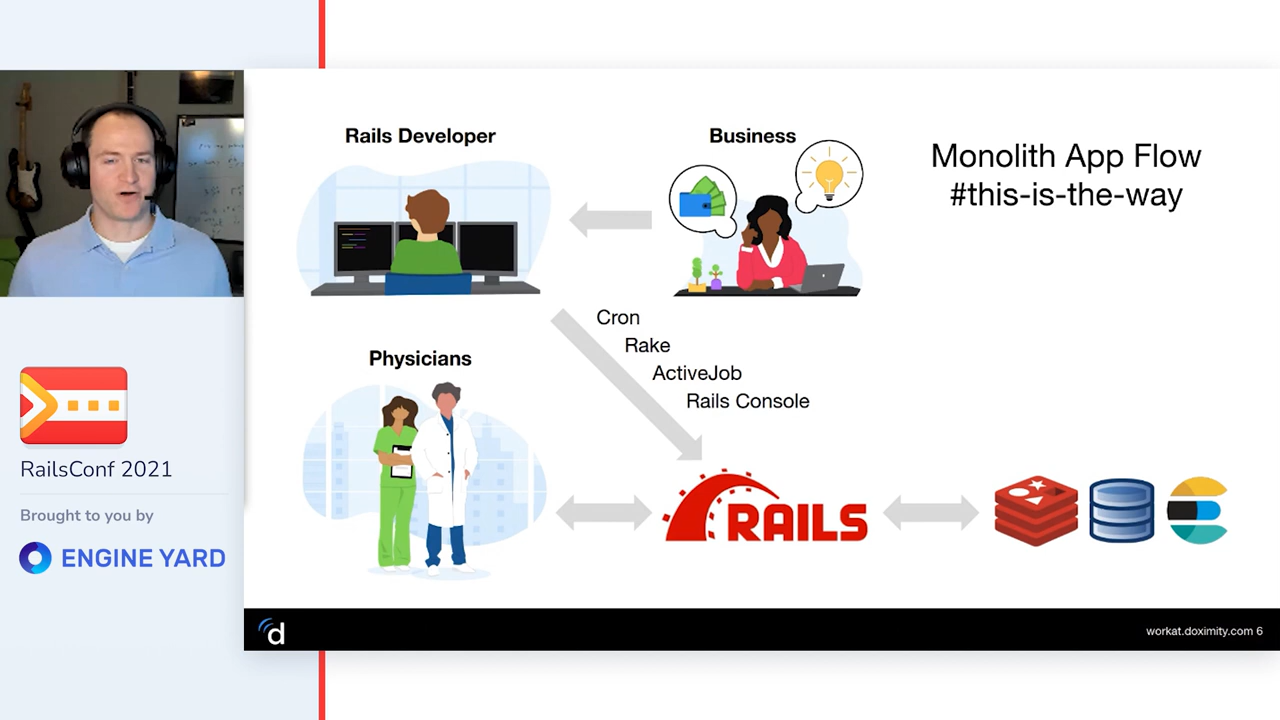 Rails Developer
Business
Monolith App Flow
#this-is-the-way
Cron
Rake
ActiveJob
Rails Console
Physicians
RAILS
RailsConf 2021
Brought to you by
ENGINE YARD
d
workat.doximity.com 6